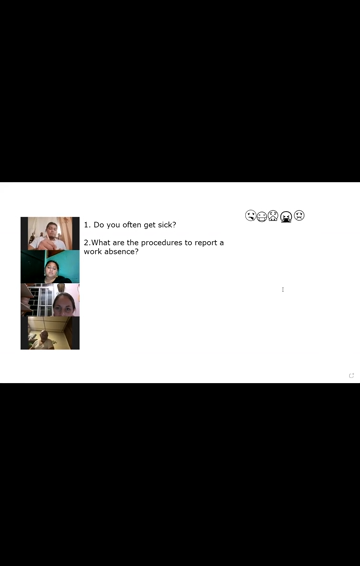 1. Do you often get sick?
2.What are the procedures to report a
work absence?